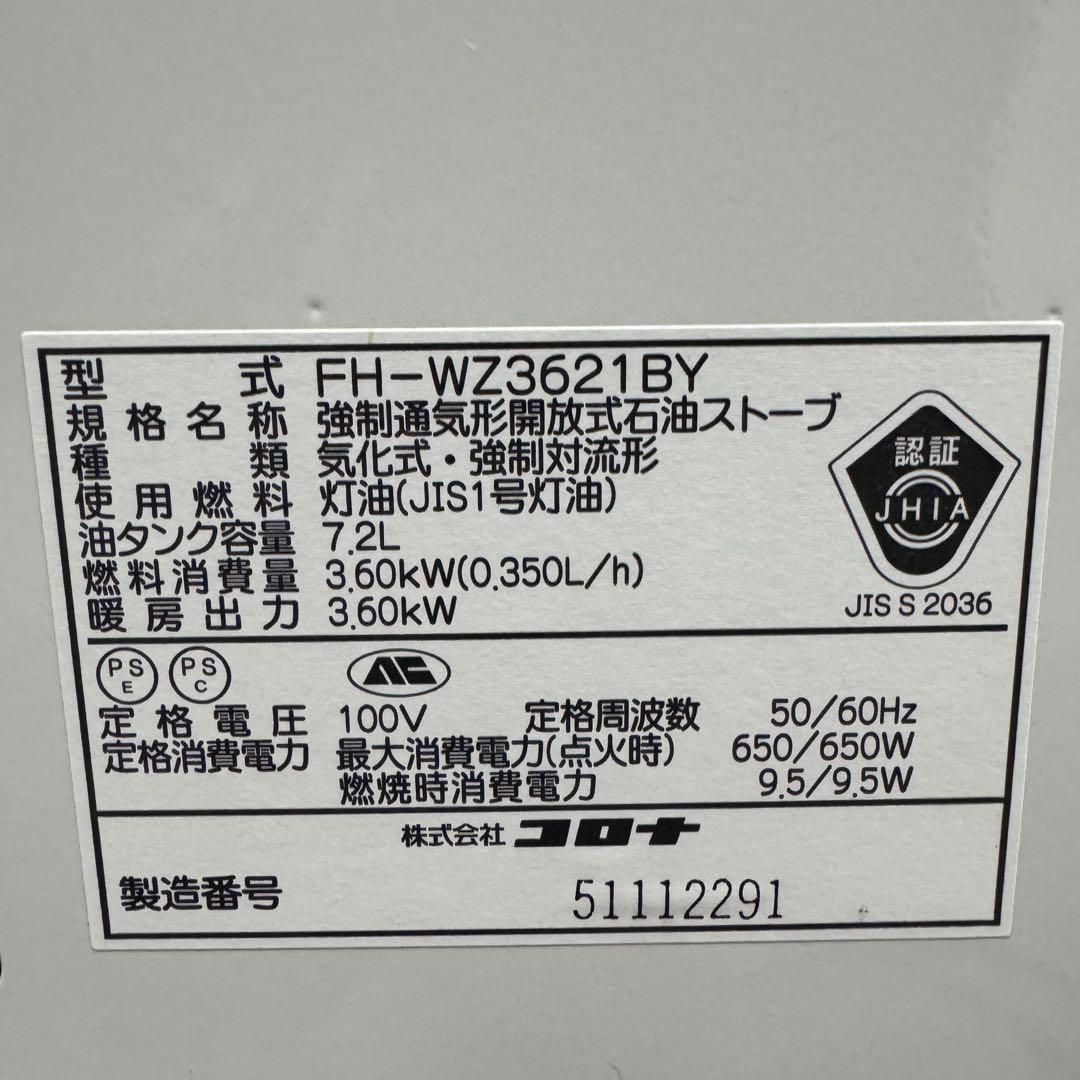 型式 FH-WZ3621BY
規格名称 強制通気形開放式石油ストーブ
種類 気化式・強制対流形
使用燃料 灯油(JIS1号灯油)
油タンク容量 7.2L
燃料消費量 3.60kW(0.350L/h)
暖房出力 3.60kW
認証
JHIA
JIS S 2036
PS E PS C
定格電圧 100V 定格周波数 50/60Hz
定格消費電力 最大消費電力(点火時) 650/650W
燃焼時消費電力 9.5/9.5W
株式会社 コロナ
製造番号 51112291